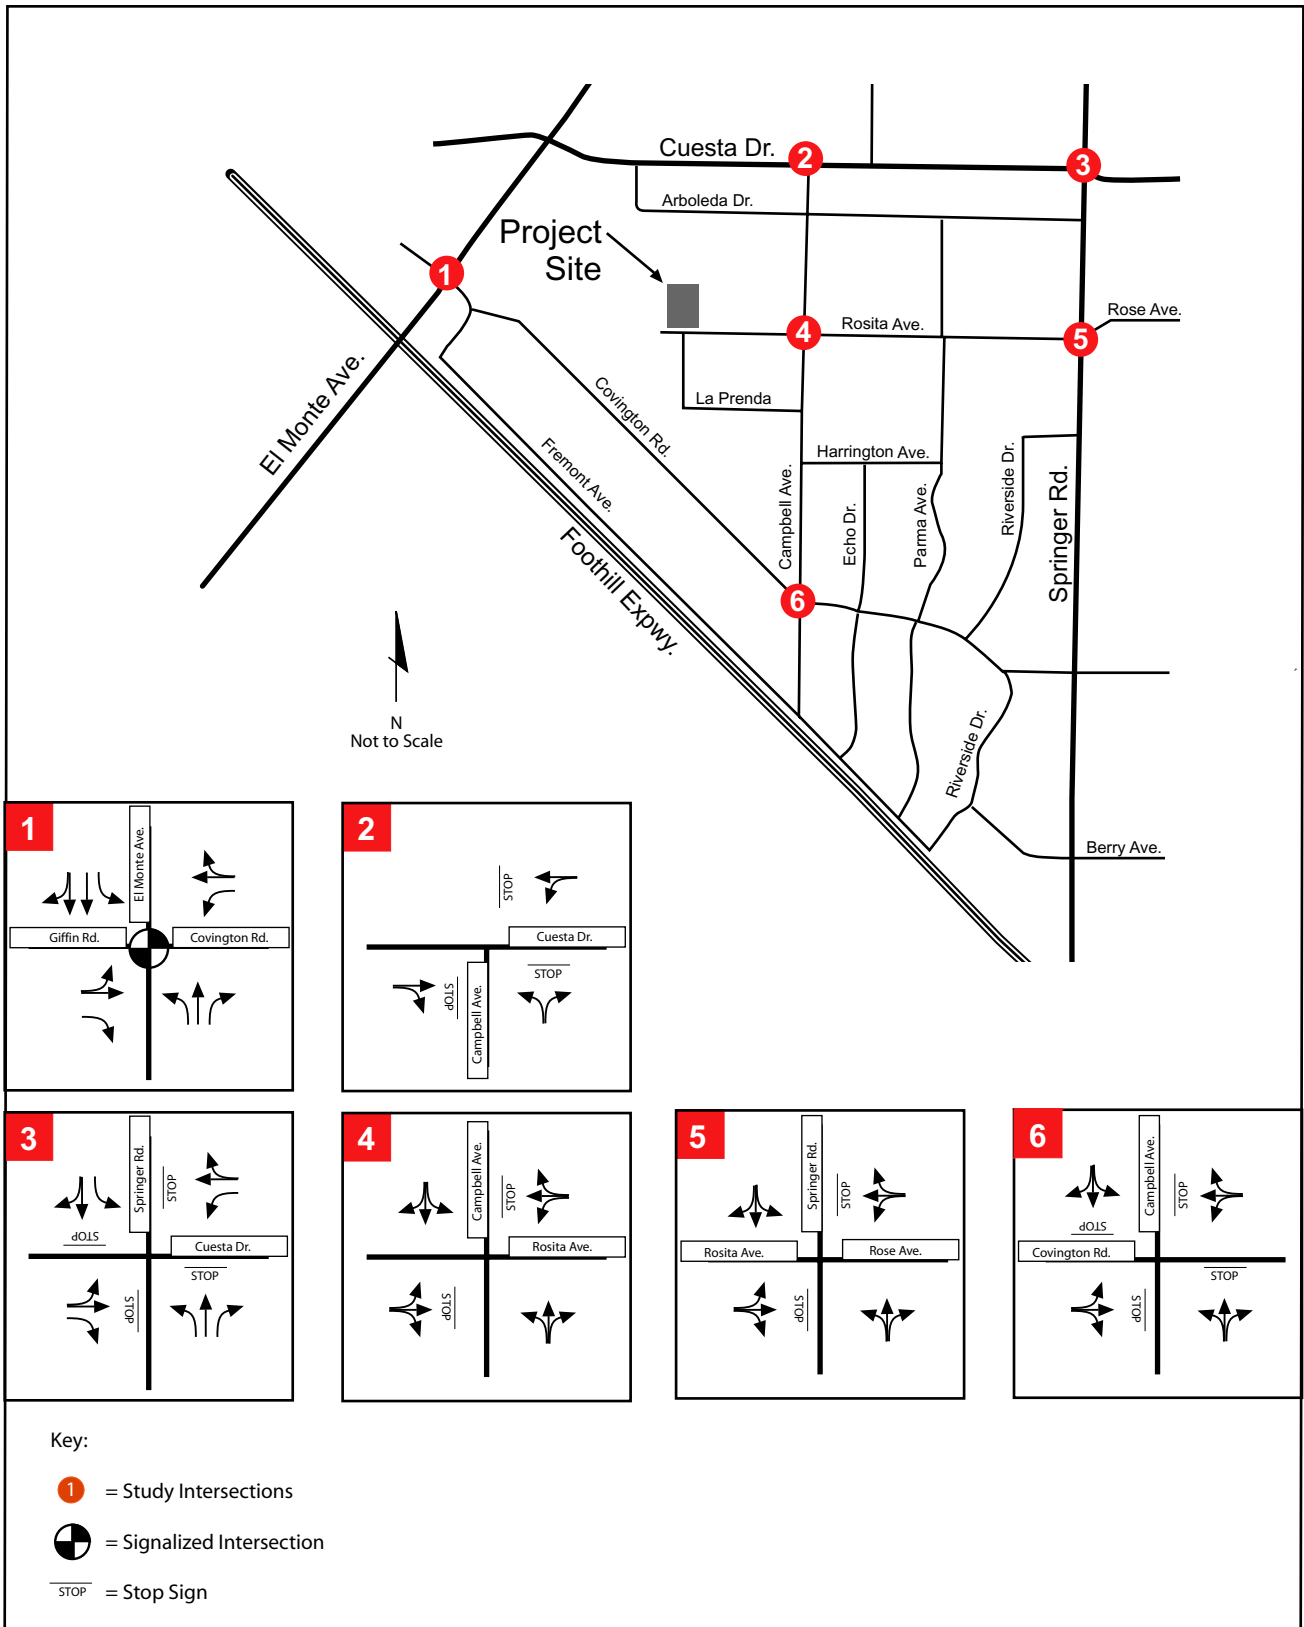 Cuesta Dr.
2
3
Arboleda Dr.
Project
Site
1
Rose Ave.
4
Rosita Ave.
5
El Monte Ave.
Covington Rd.
La Prenda
Fremont Ave.
Harrington Ave.
Campbell Ave.
Echo Dr.
Parma Ave.
Riverside Dr.
Springer Rd.
Foothill Expwy.
6
N
Not to Scale
Riverside Dr.
Berry Ave.
1
El Monte Ave.
Giffin Rd.
Covington Rd.
2
STOP
Cuesta Dr.
STOP
STOP
Campbell Ave.
3
Springer Rd.
STOP
STOP
Cuesta Dr.
STOP
STOP
4
Campbell Ave.
STOP
Rosita Ave.
STOP
5
Springer Rd.
STOP
Rosita Ave.
Rose Ave.
STOP
6
Campbell Ave.
STOP
STOP
Covington Rd.
STOP
STOP
Key:
1 = Study Intersections
= Signalized Intersection
STOP = Stop Sign